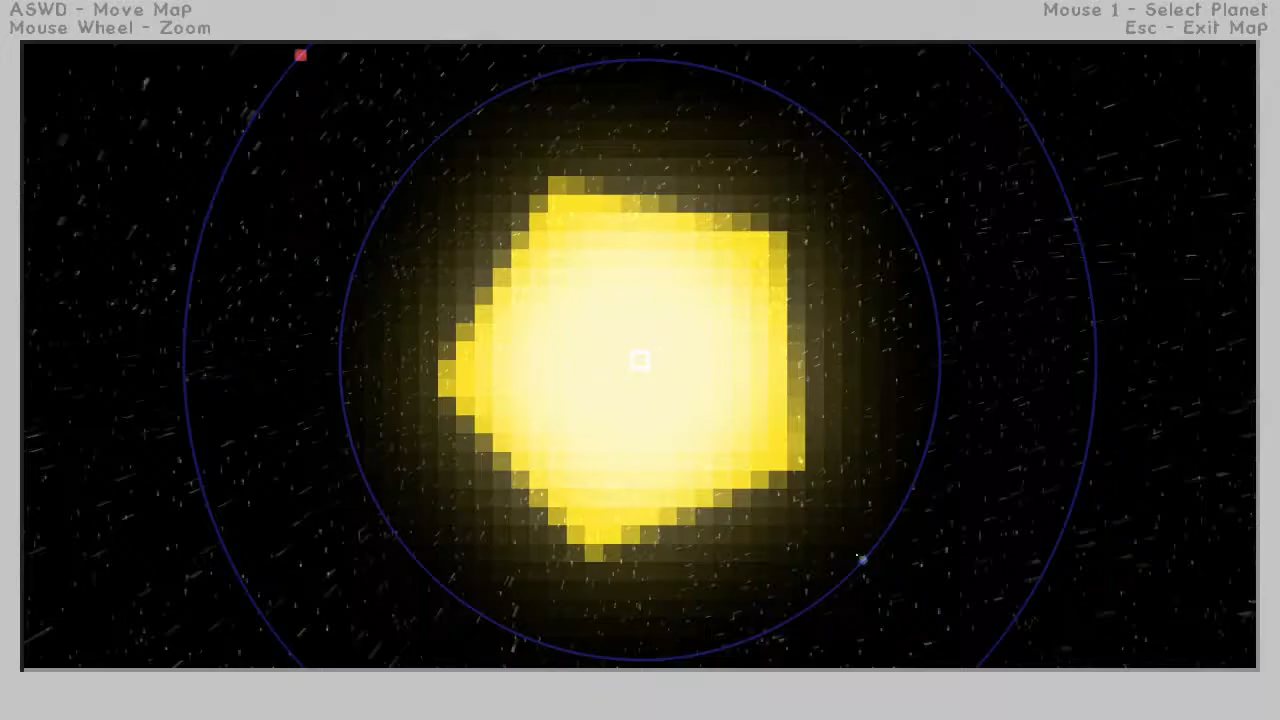 ASWD - Move Map
Mouse Wheel - Zoom
Mouse 1 - Select Planet
Esc - Exit Map